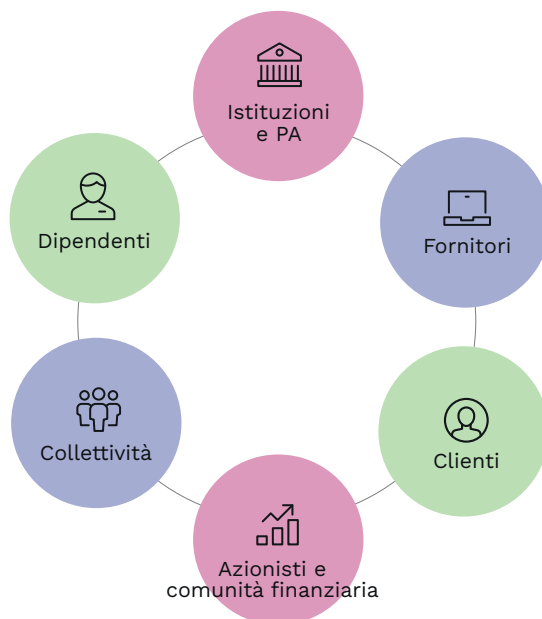 Istituzioni
e PA
Dipendenti
Fornitori
Collettività
Clienti
Azionisti e
comunità finanziaria